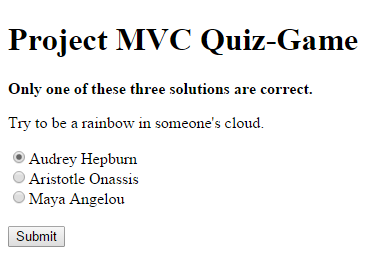 Project MVC Quiz-Game
Only one of these three solutions are correct.
Try to be a rainbow in someone's cloud.
Audrey Hepburn
Aristotle Onassis
Maya Angelou
Submit